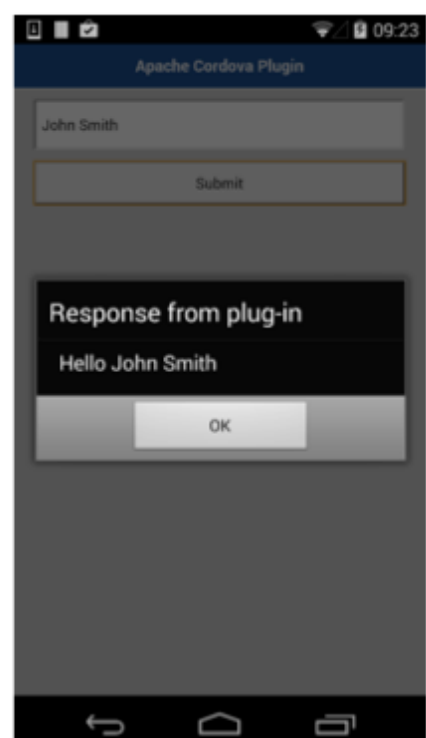 09:23
Apache Cordova Plugin
John Smith
Submit
Response from plug-in
Hello John Smith
OK